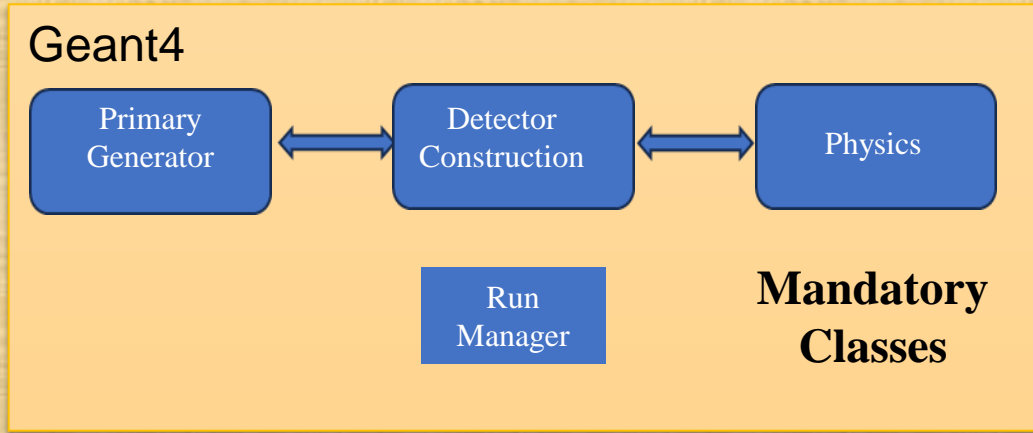 Geant4
Primary
Generator
Detector
Construction
Physics
Run
Manager
Mandatory
Classes